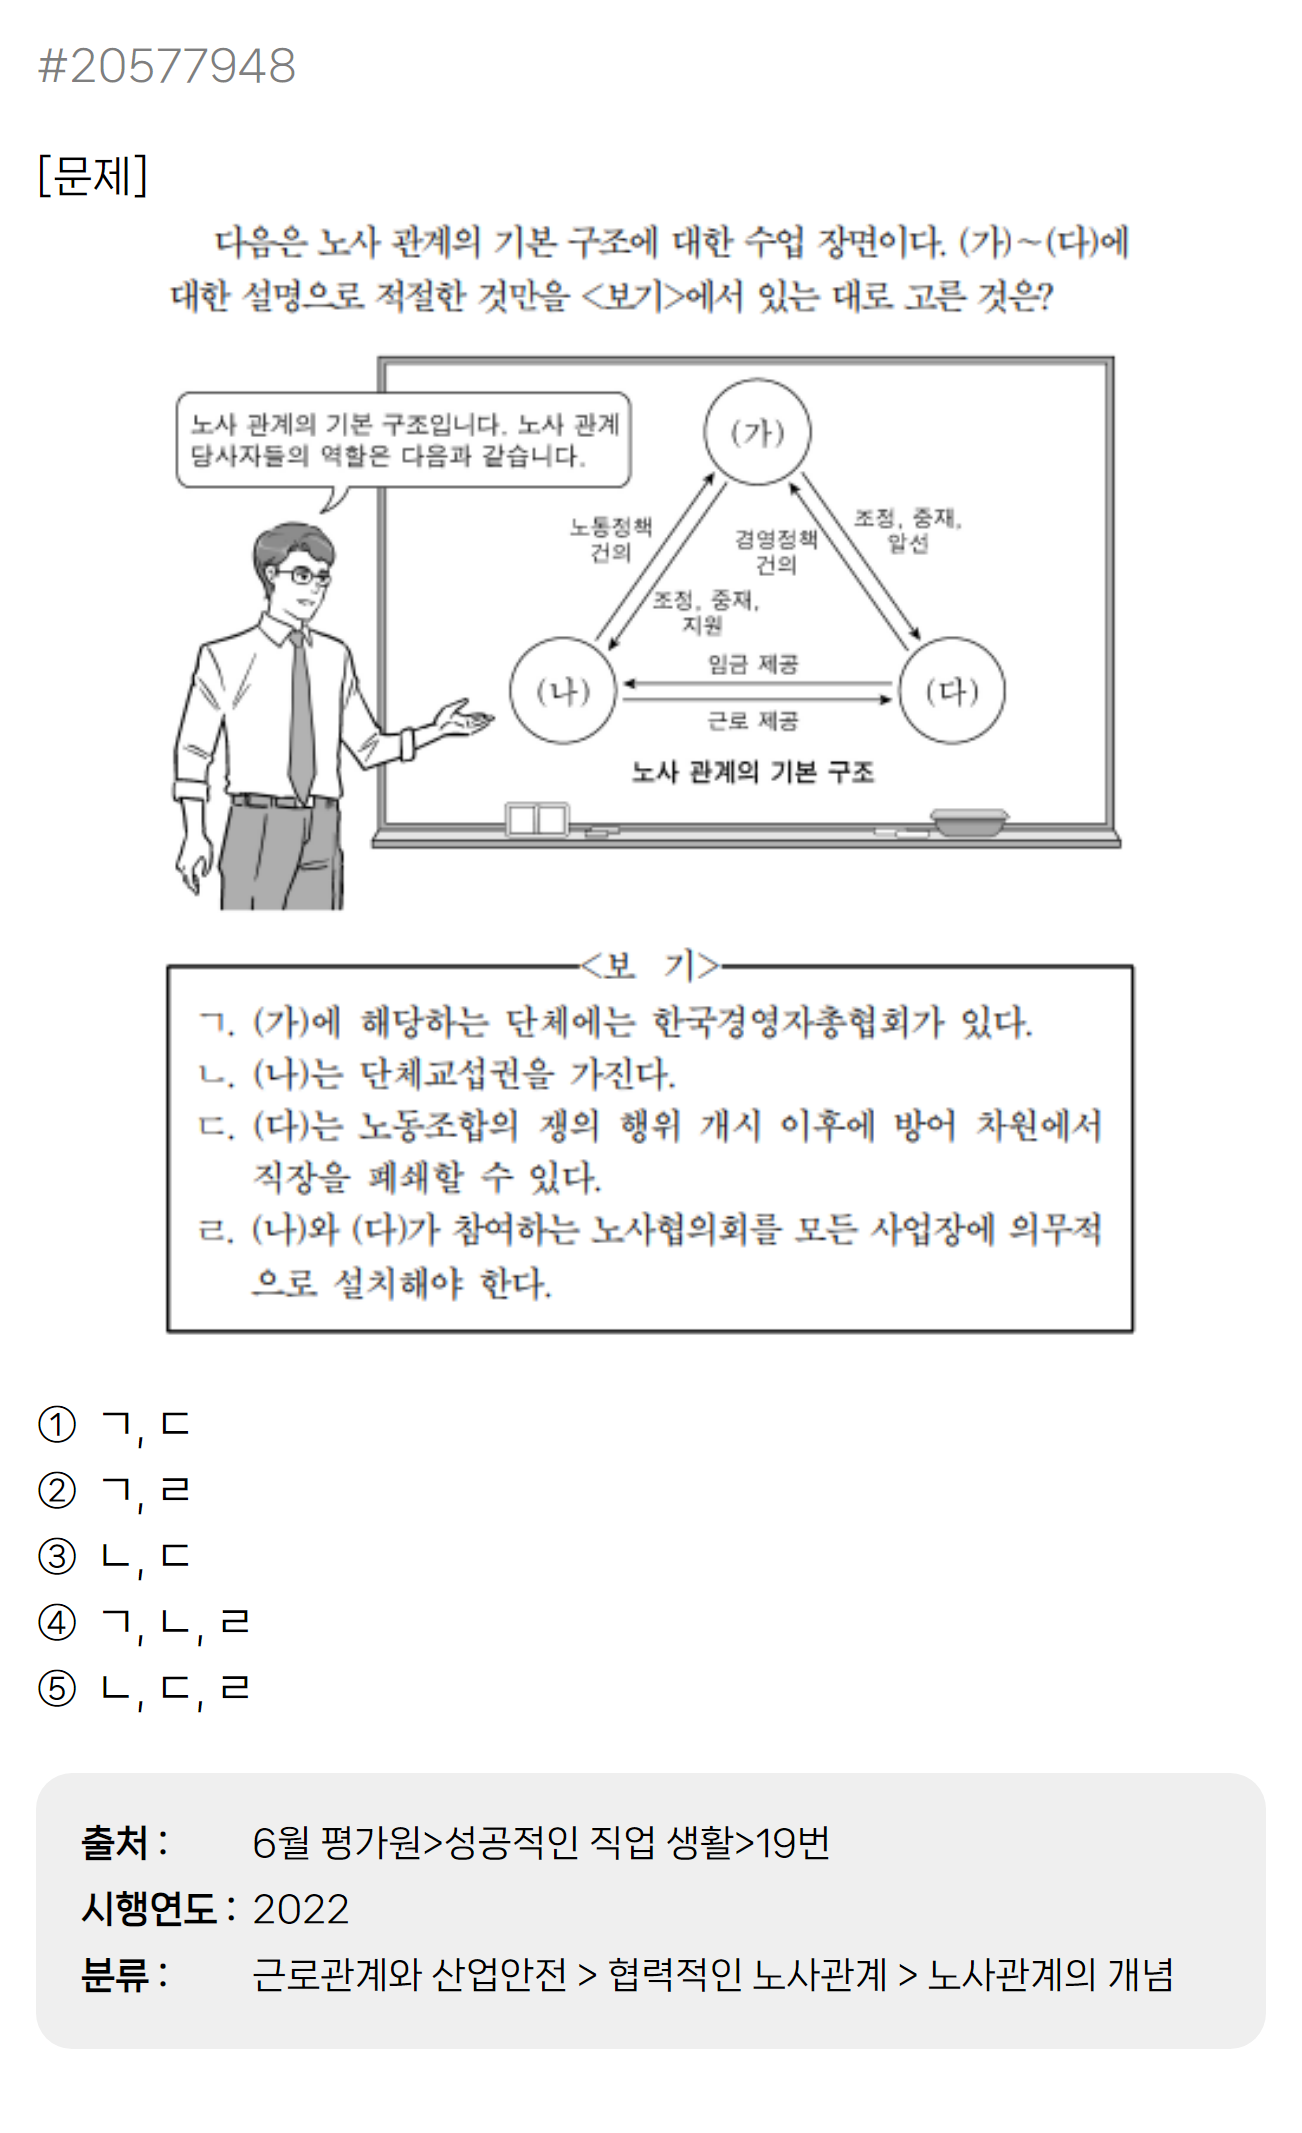 #20577948
[문제]
다음은 노사 관계의 기본 구조에 대한 수업 장면이다. (가)~(다)에
대한 설명으로 적절한 것만을 <보기>에서 있는 대로 고른 것은?
노사 관계의 기본 구조입니다. 노사 관계
당사자들의 역할은 다음과 같습니다.
(가)
노동정책
건의
경영정책
건의
조정, 중재,
알선
조정, 중재,
지원
임금 제공
(나)
(다)
근로 제공
노사 관계의 기본 구조
<보 기>
ㄱ. (가)에 해당하는 단체에는 한국경영자총협회가 있다.
ㄴ. (나)는 단체교섭권을 가진다.
ㄷ. (다)는 노동조합의 쟁의 행위 개시 이후에 방어 차원에서
직장을 폐쇄할 수 있다.
ㄹ. (나)와 (다)가 참여하는 노사협의회를 모든 사업장에 의무적
으로 설치해야 한다.
① ㄱ, ㄷ
② ㄱ, ㄹ
③ ㄴ, ㄷ
④ ㄱ, ㄴ, ㄹ
⑤ ㄴ, ㄷ, ㄹ
출처 : 6월 평가원>성공적인 직업 생활>19번
시행연도 : 2022
분류 : 근로관계와 산업안전 > 협력적인 노사관계 > 노사관계의 개념